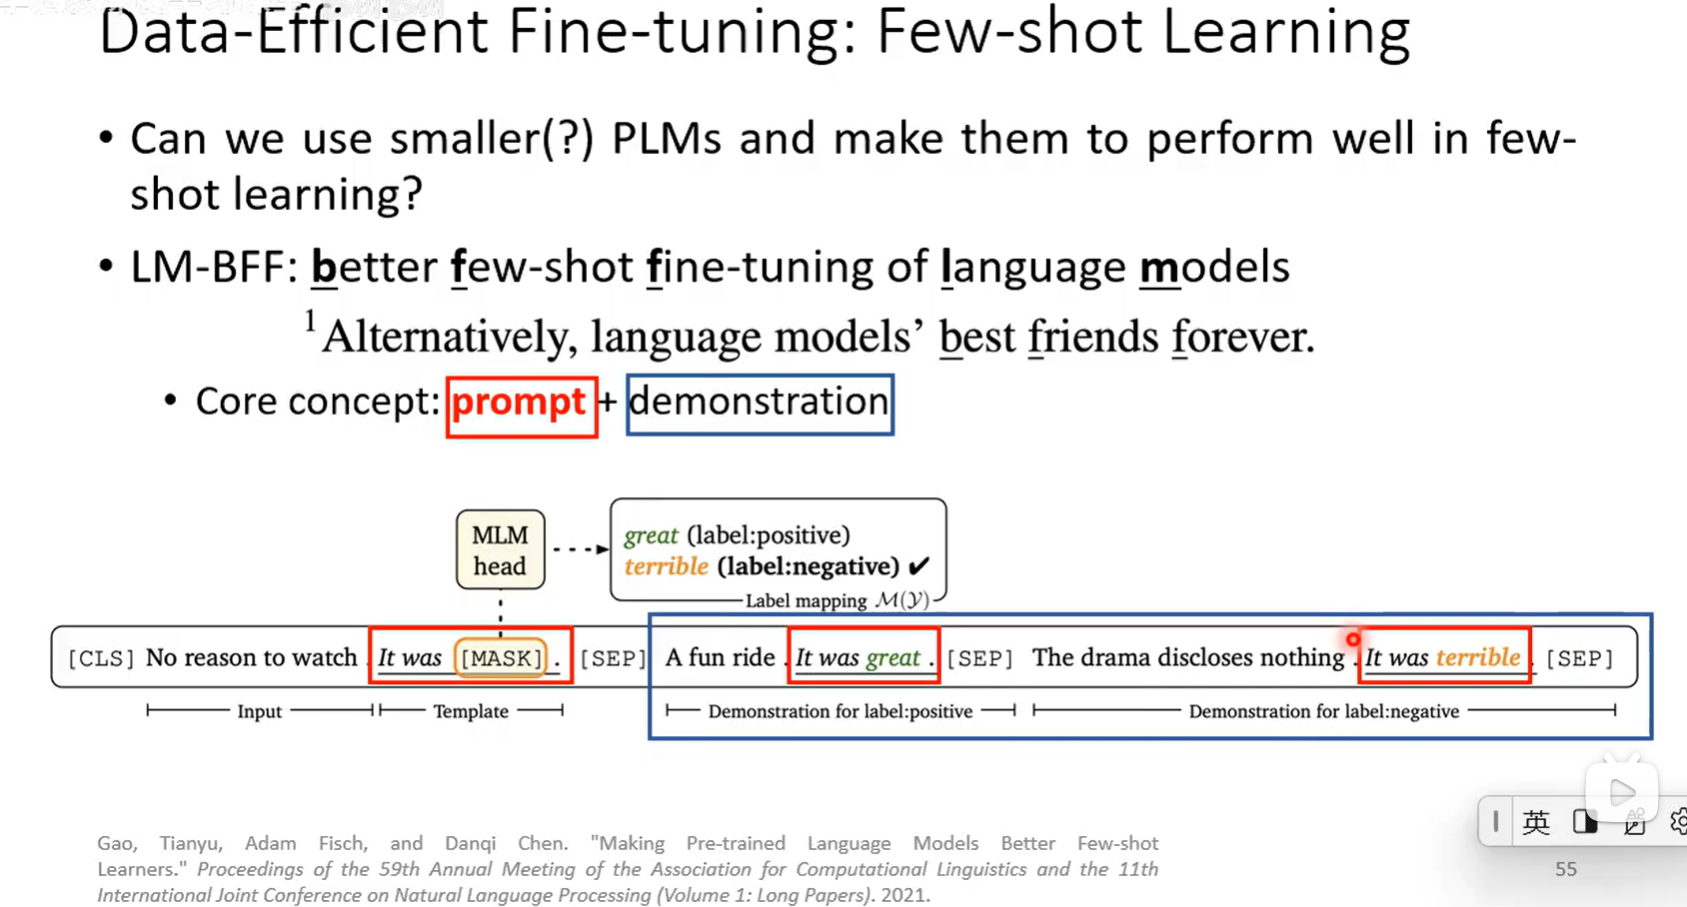 Data-Efficient Fine-tuning: Few-shot Learning
• Can we use smaller(?) PLMs and make them to perform well in few-
shot learning?
• LM-BFF: better few-shot fine-tuning of language models
1Alternatively, language models’ best friends forever.
• Core concept: prompt + demonstration
MLM
head
great (label:positive)
terrible (label:negative) ✔
Label mapping M(Y)
[CLS] No reason to watch . It was [MASK] . [SEP] A fun ride . It was great . [SEP] The drama discloses nothing . It was terrible . [SEP]
Input Template Demonstration for label:positive Demonstration for label:negative
Gao, Tianyu, Adam Fisch, and Danqi Chen. "Making Pre-trained Language Models Better Few-shot
Learners." Proceedings of the 59th Annual Meeting of the Association for Computational Linguistics and the 11th
International Joint Conference on Natural Language Processing (Volume 1: Long Papers). 2021.
英
55